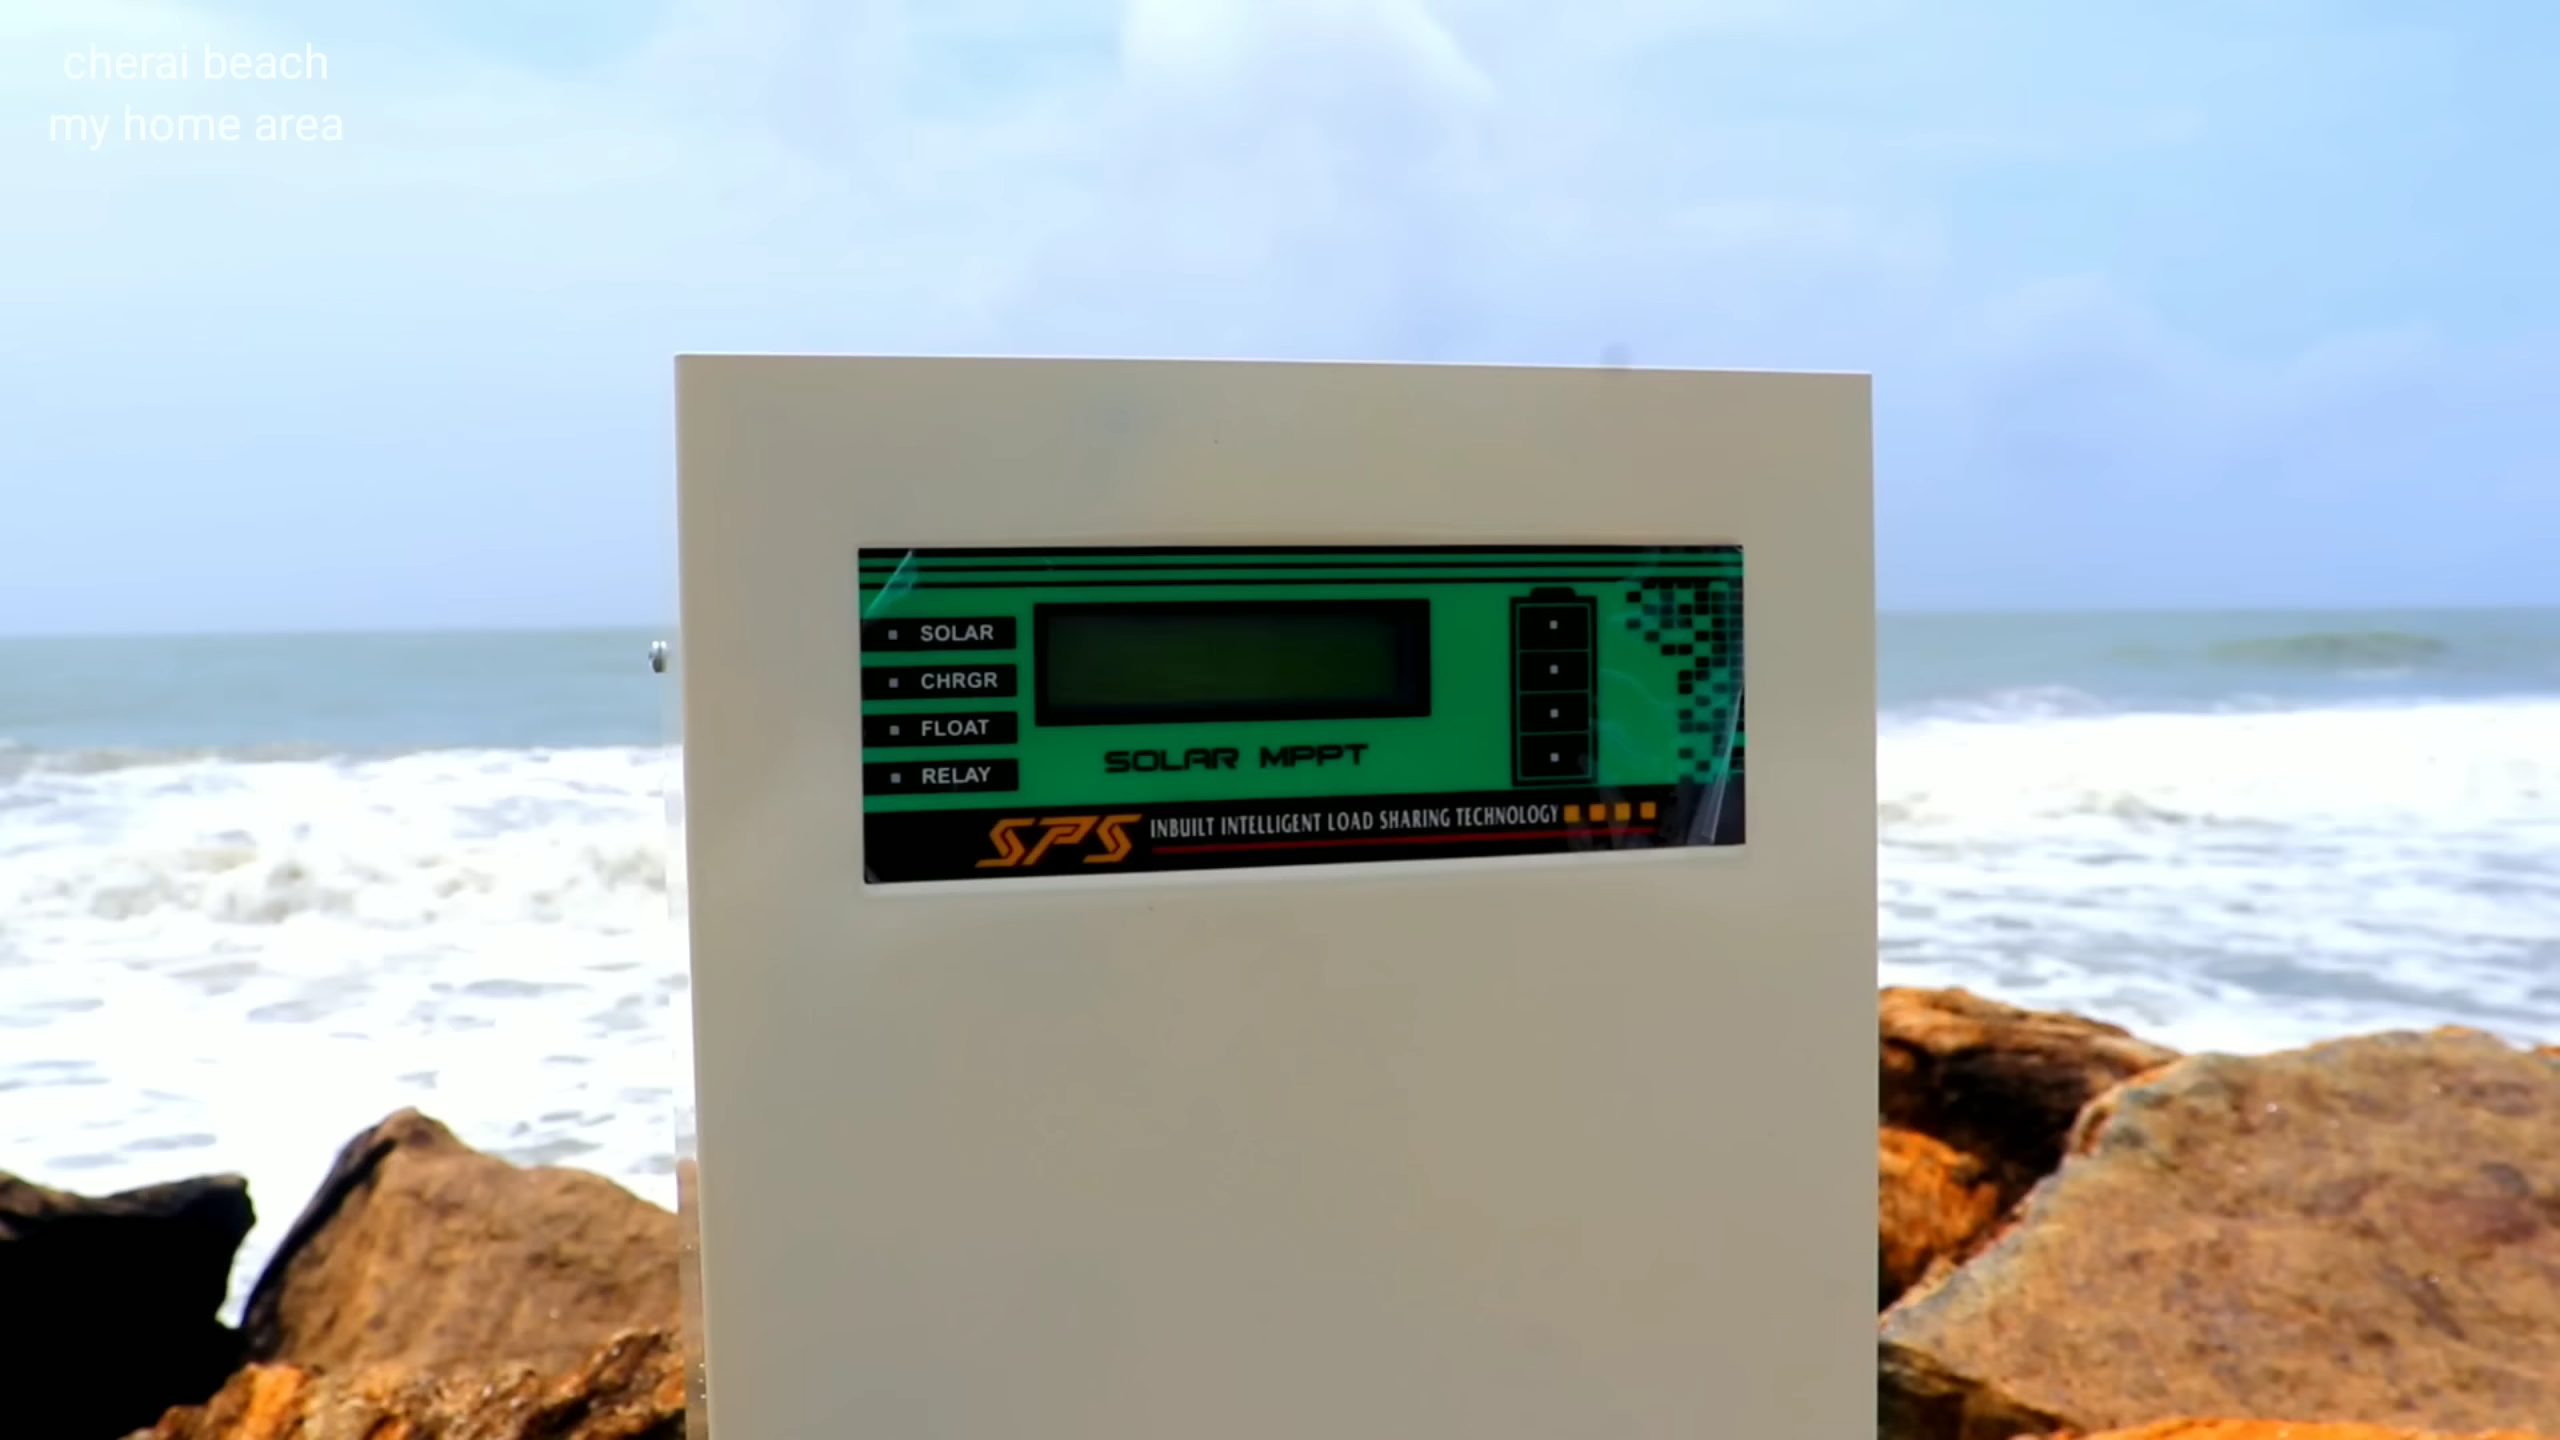 cherai beach
my home area
SOLAR
CHRGR
FLOAT
RELAY
SOLAR MPPT
SPS INBUILT INTELLIGENT LOAD SHARING TECHNOLOGY